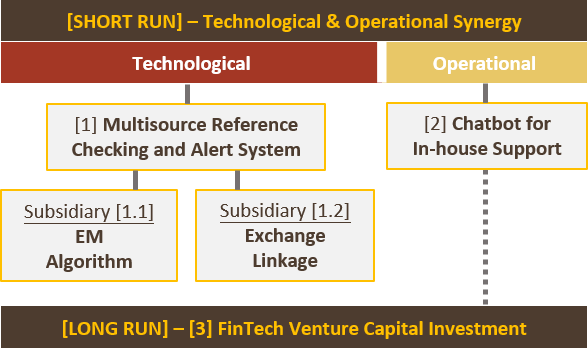 [SHORT RUN] – Technological & Operational Synergy
Technological
Operational
[1] Multisource Reference
Checking and Alert System
[2] Chatbot for
In-house Support
Subsidiary [1.1]
EM
Algorithm
Subsidiary [1.2]
Exchange
Linkage
[LONG RUN] – [3] FinTech Venture Capital Investment